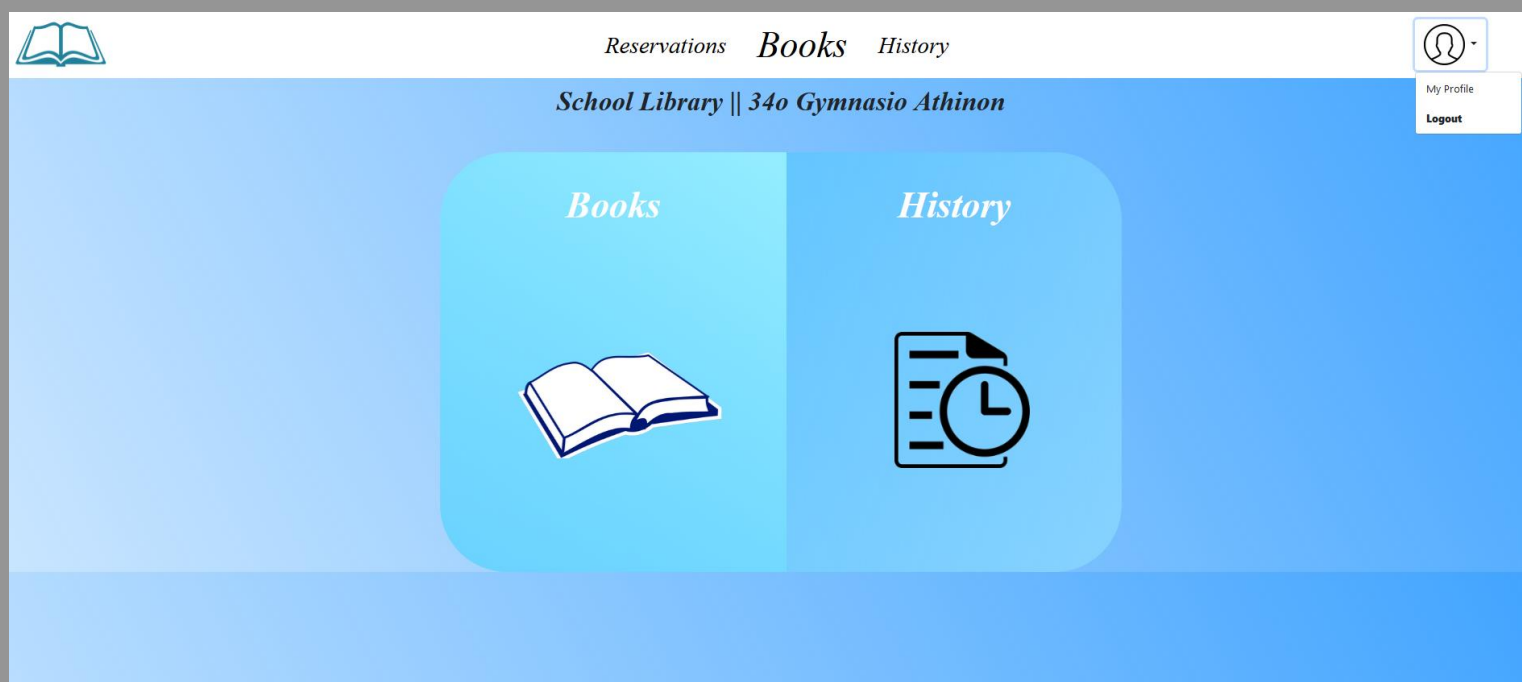 Reservations Books History
My Profile
Logout
School Library || 34o Gymnasio Athinon
Books
History